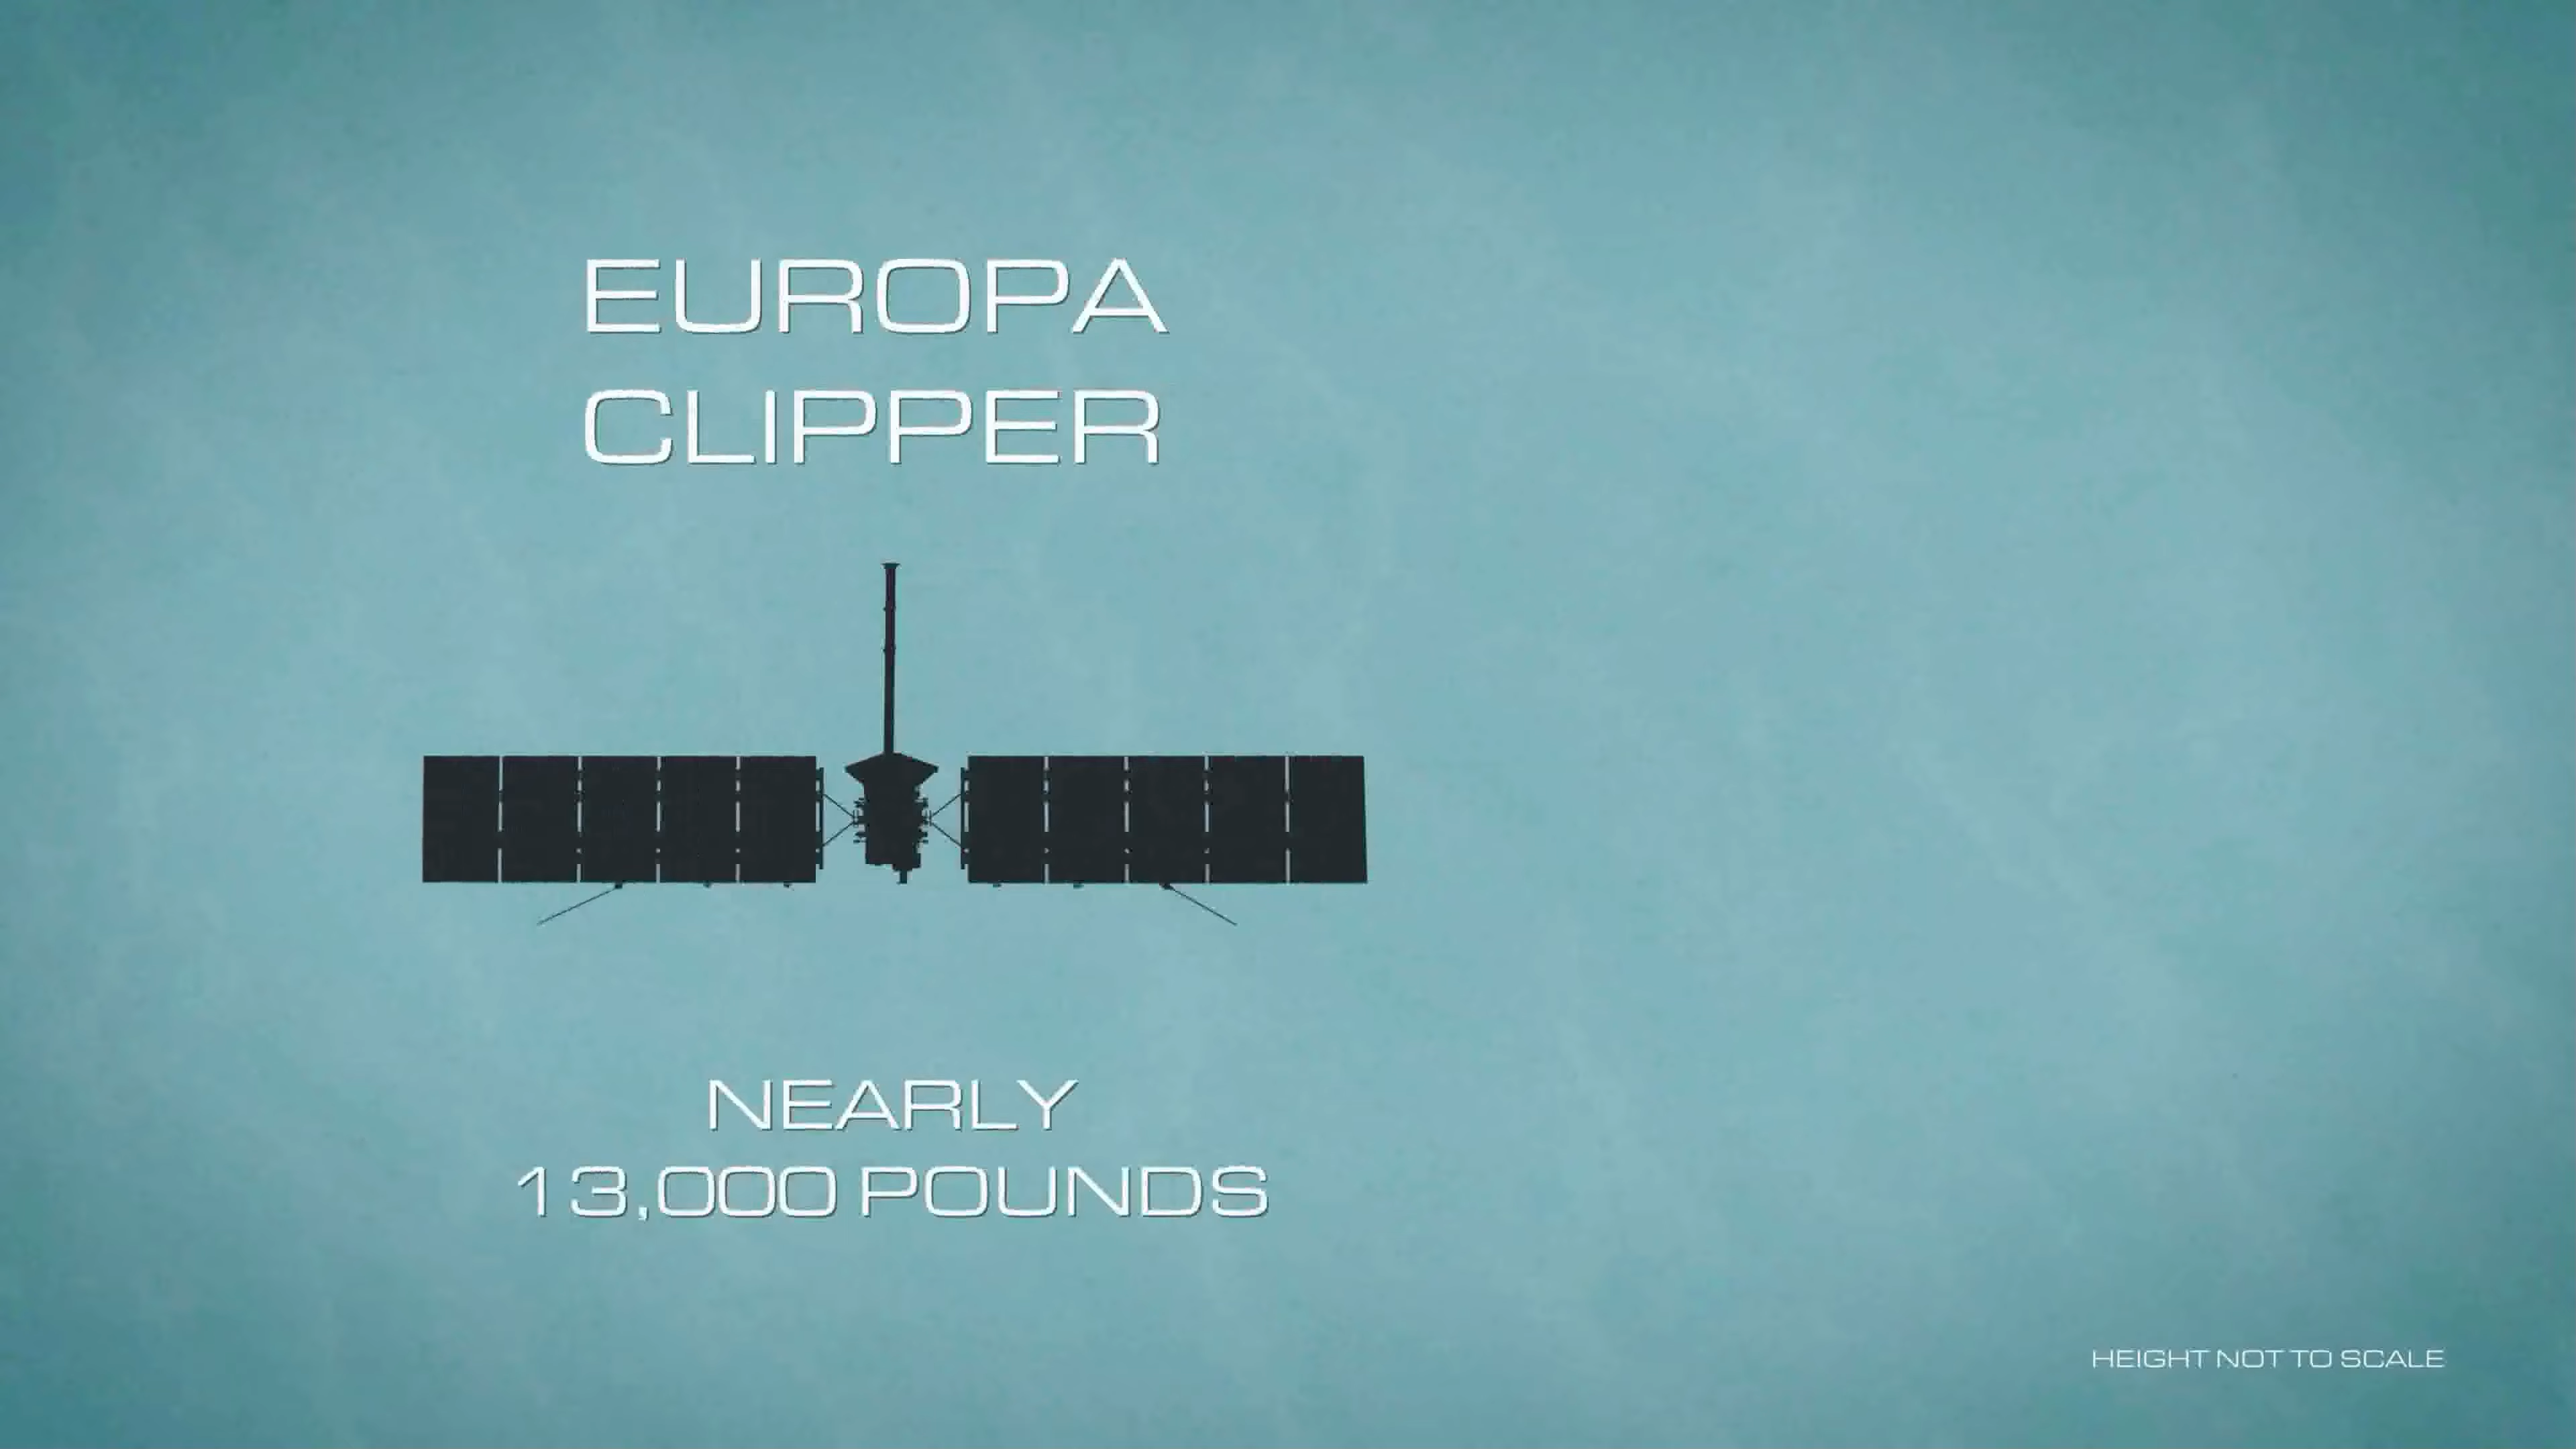 EUROPA
CLIPPER
NEARLY
13,000 POUNDS
HEIGHT NOT TO SCALE